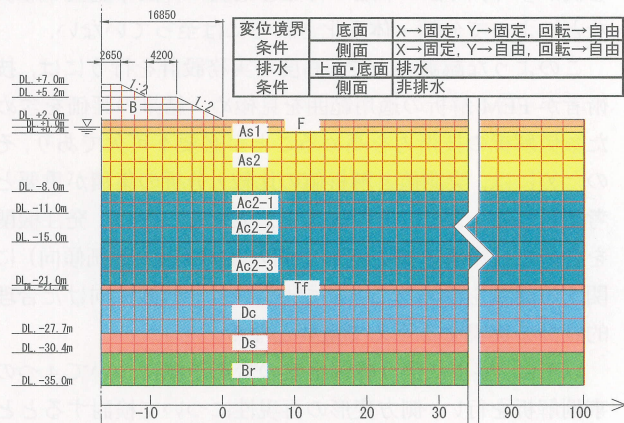 16850
2650 4200
変位境界条件 底面 X→固定, Y→固定, 回転→自由
側面 X→固定, Y→自由, 回転→自由
排水条件 上面・底面 排水
側面 非排水
DL. +7.0m
DL. +5.2m
1:2
B
1:2
DL. +2.0m
DL. +1.0m
DL. +0.2m
F
As1
As2
DL. -8.0m
Ac2-1
DL. -11.0m
Ac2-2
DL. -15.0m
Ac2-3
DL. -21.0m
Tf
Dc
DL. -27.7m
Ds
DL. -30.4m
Br
DL. -35.0m
-10 0 10 20 30 90 100